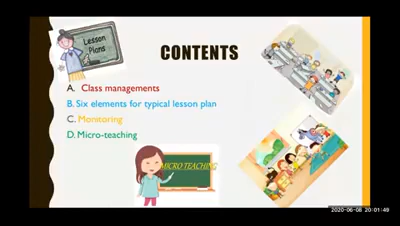 Lesson
Plans
CONTENTS
A. Class managements
B. Six elements for typical lesson plan
C. Monitoring
D. Micro-teaching
MICRO TEACHING
2020-06-08 20:01:49